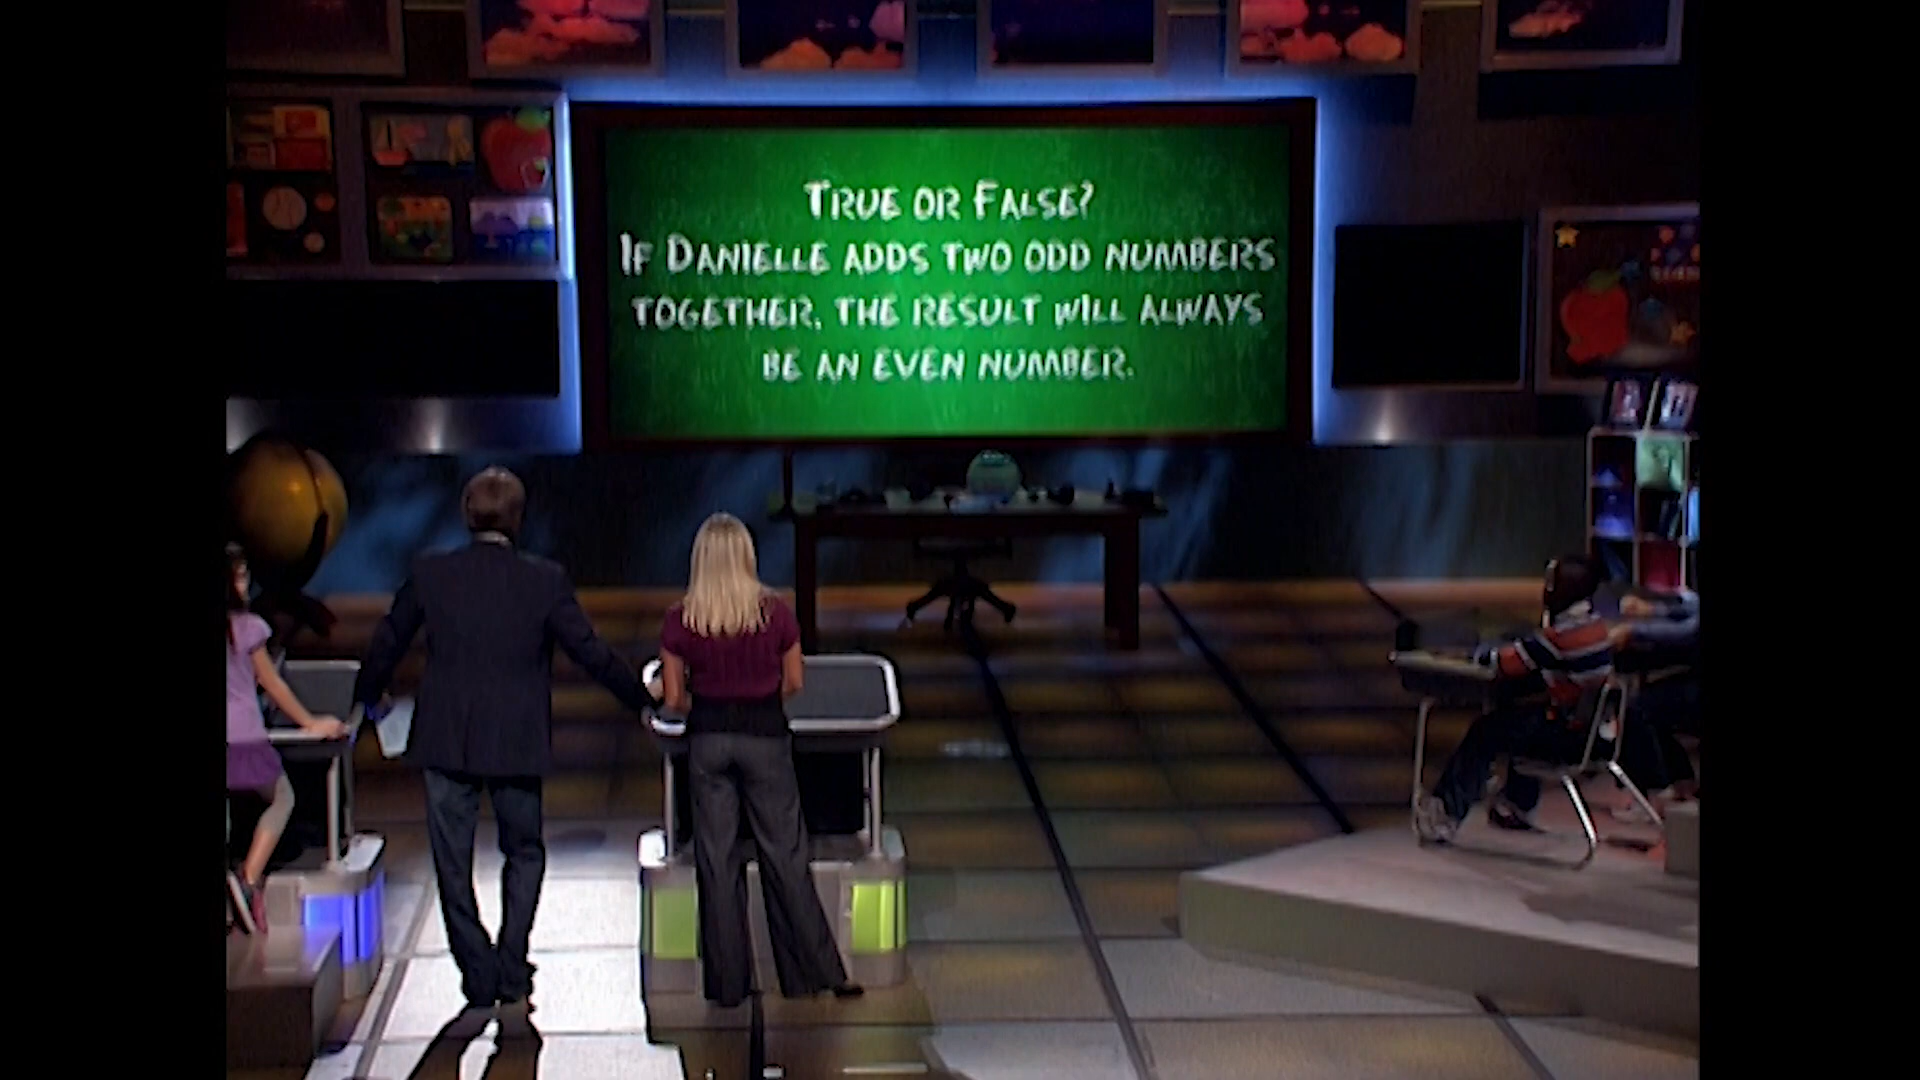 TRUE OR FALSE?
IF DANIELLE ADDS TWO ODD NUMBERS
TOGETHER, THE RESULT WILL ALWAYS
BE AN EVEN NUMBER.